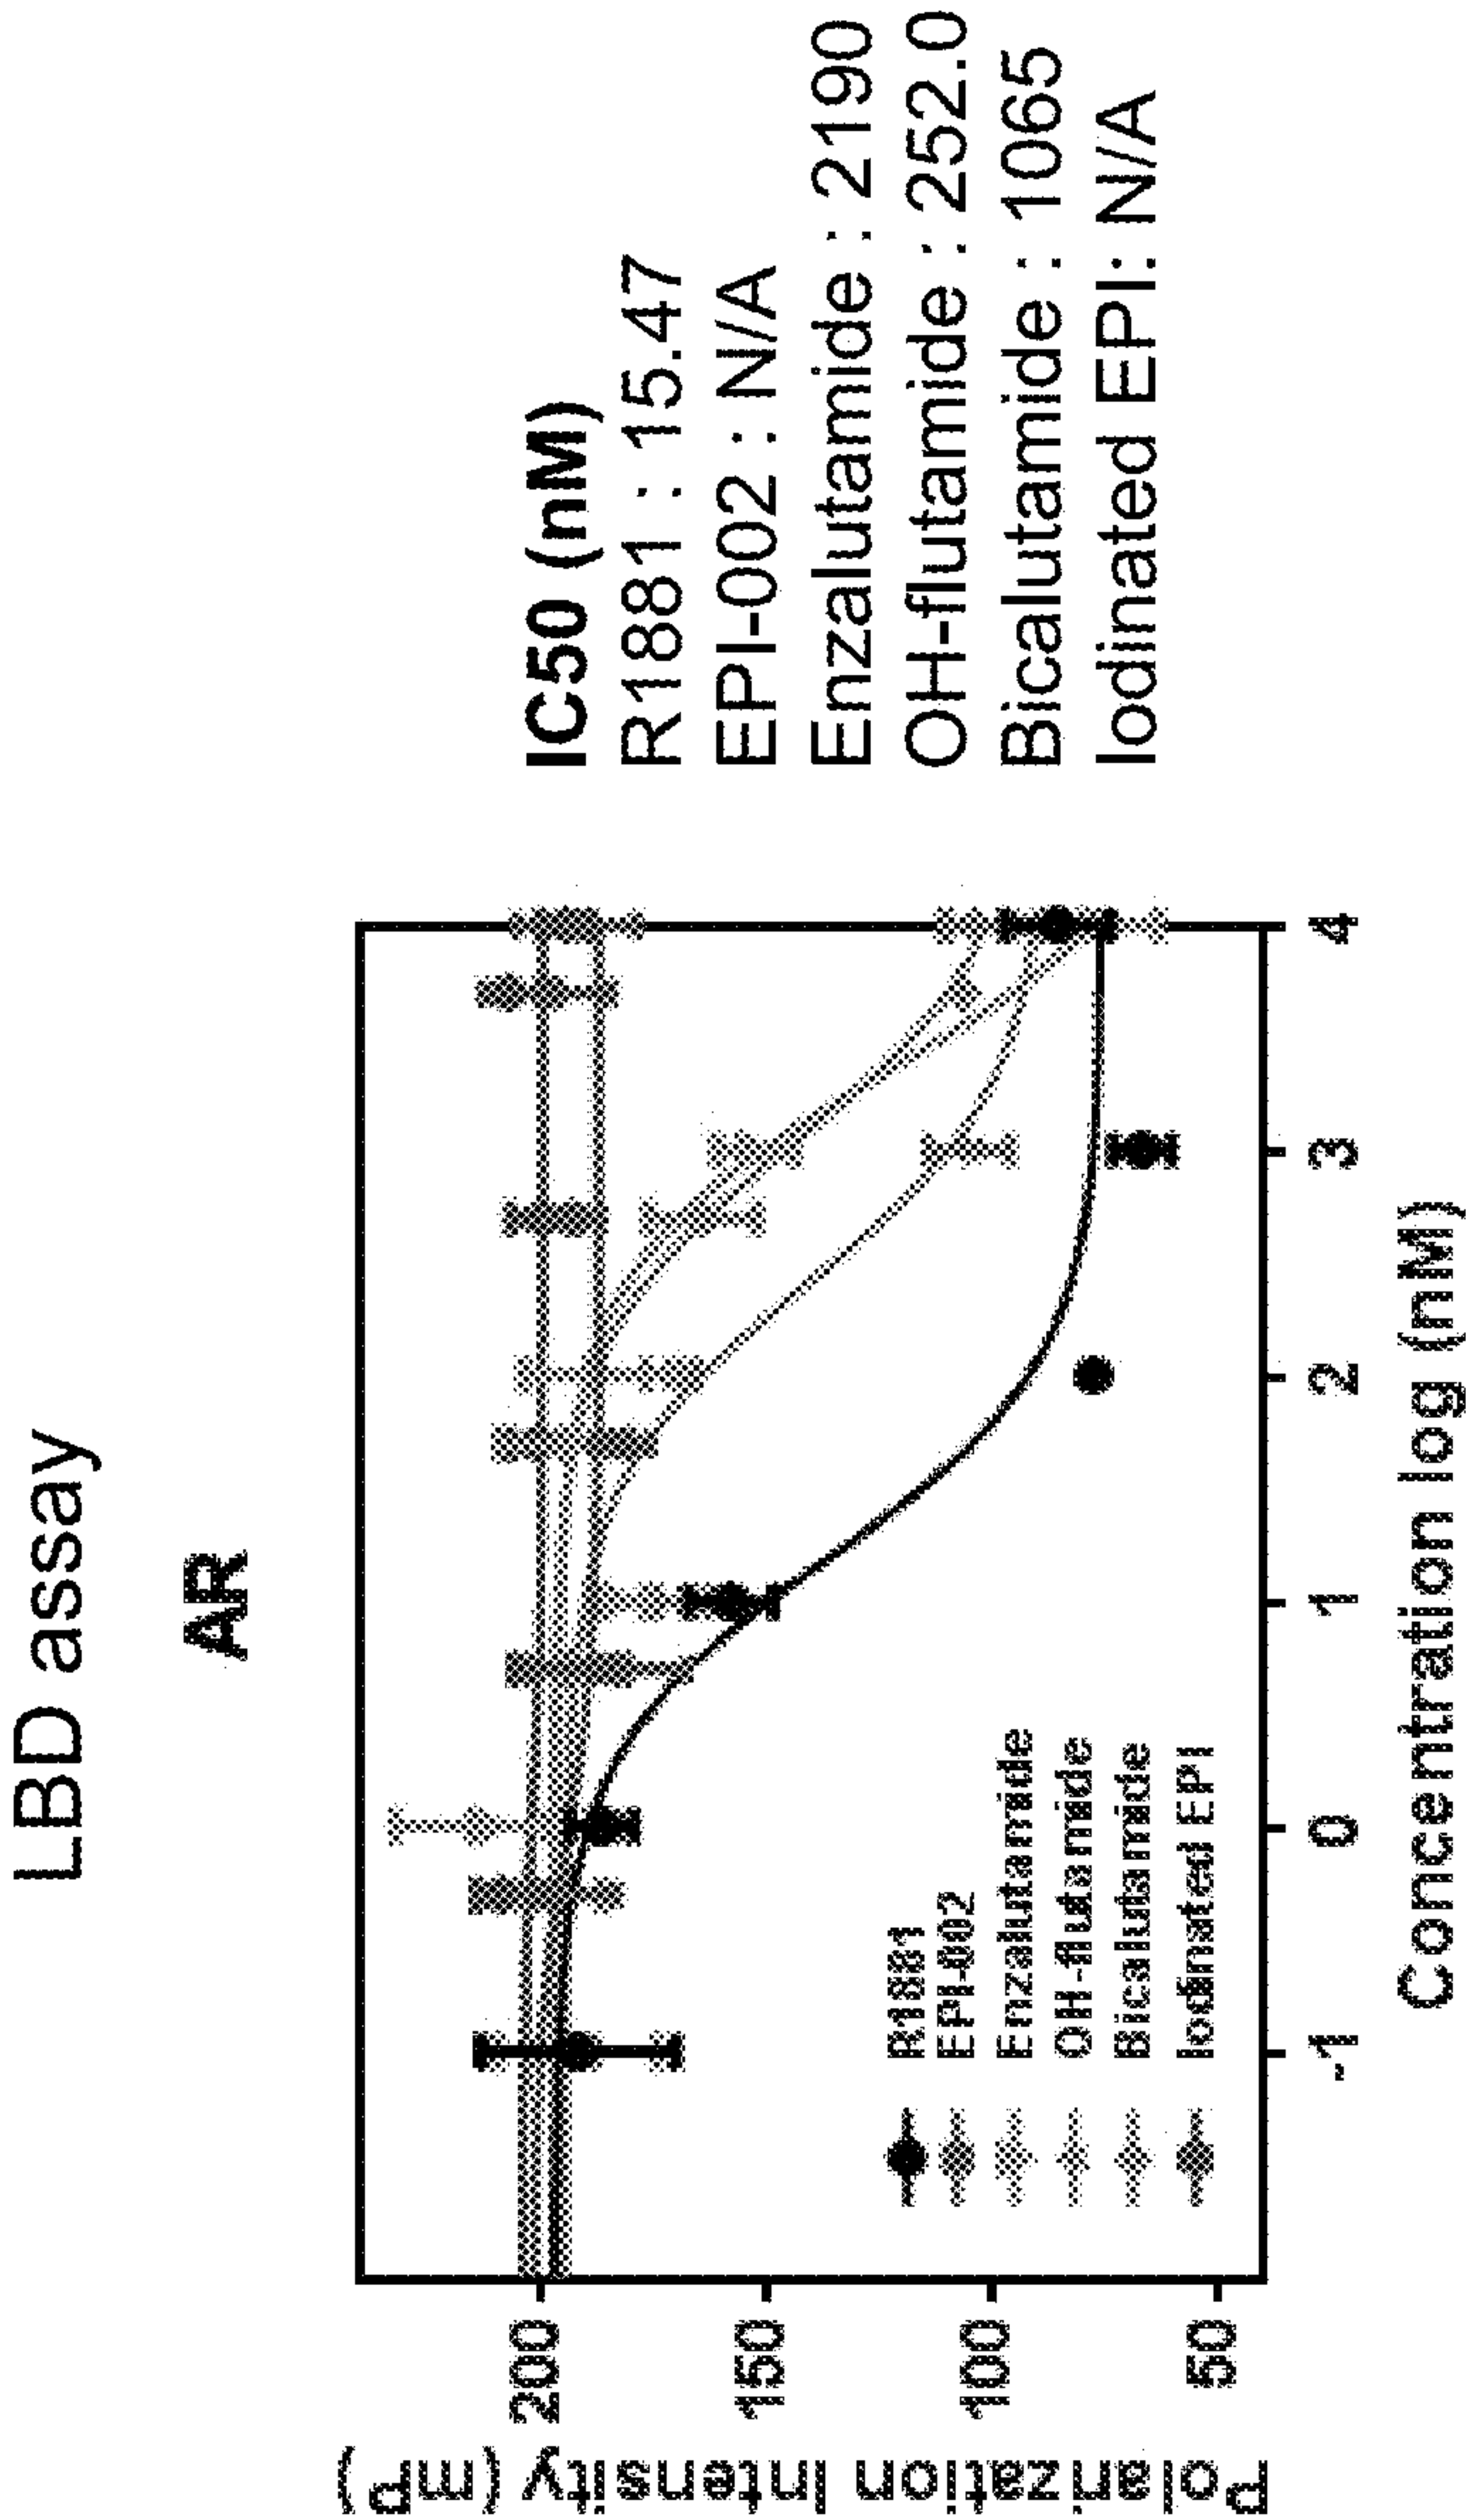 LBD assay
AR
Polarization Intensity (mP)
200
150
100
50
R1881
EPI-002
Enzalutamide
OH-flutamide
Bicalutamide
Iodinated EPI
-1
0
1
2
3
4
Concentration log (nM)
IC50 (nM)
R1881 : 15.47
EPI-002 : N/A
Enzalutamide : 2190
OH-flutamide : 252.0
Bicalutamide : 1065
Iodinated EPI: N/A